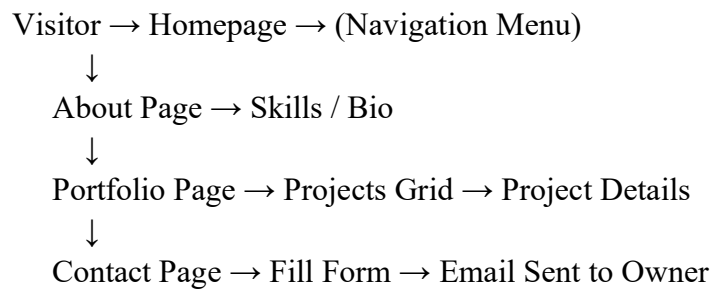 Visitor → Homepage → (Navigation Menu)
↓
About Page → Skills / Bio
↓
Portfolio Page → Projects Grid → Project Details
↓
Contact Page → Fill Form → Email Sent to Owner